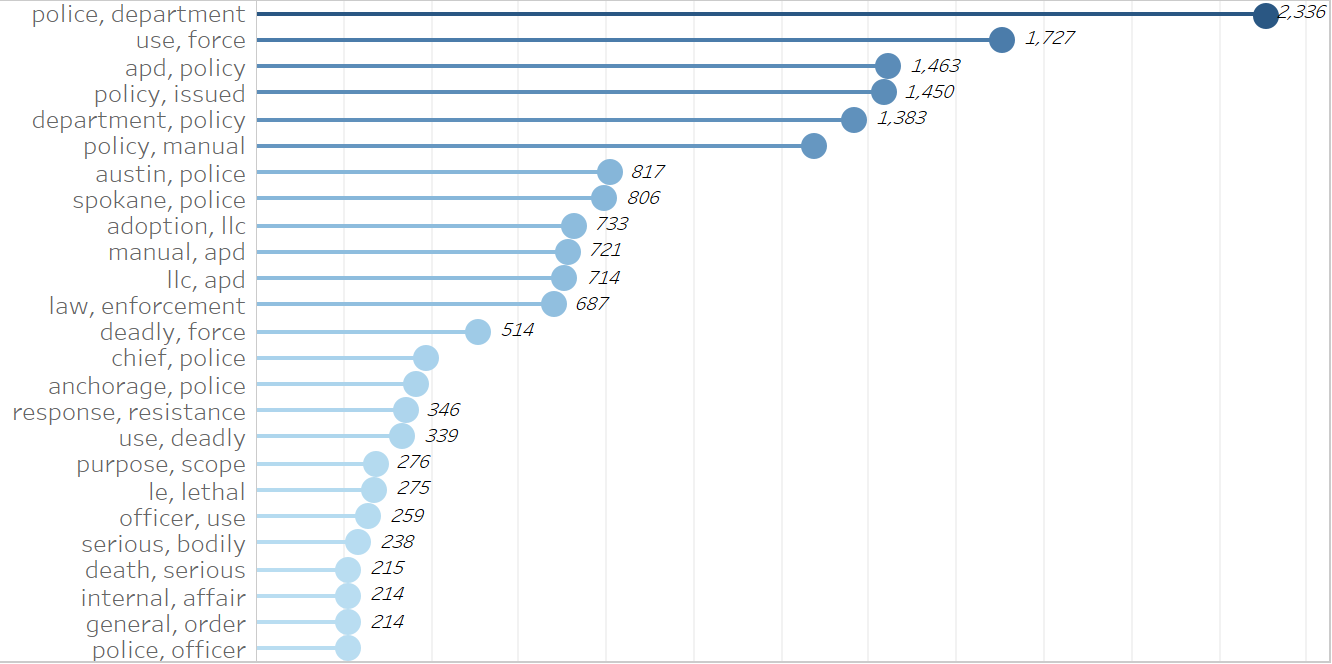 police, department 2,336
use, force 1,727
apd, policy 1,463
policy, issued 1,450
department, policy 1,383
policy, manual
austin, police 817
spokane, police 806
adoption, llc 733
manual, apd 721
llc, apd 714
law, enforcement 687
deadly, force 514
chief, police
anchorage, police
response, resistance 346
use, deadly 339
purpose, scope 276
le, lethal 275
officer, use 259
serious, bodily 238
death, serious 215
internal, affair 214
general, order 214
police, officer